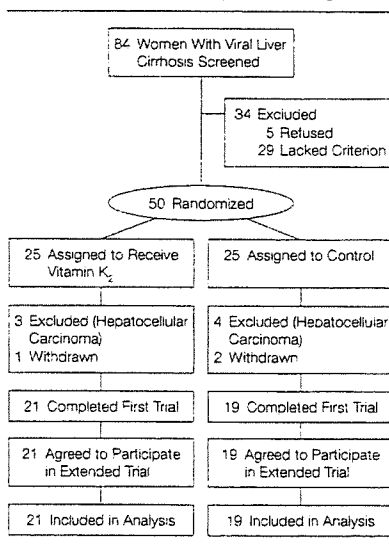 84 Women With Viral Liver
Cirrhosis Screened
34 Excluded
5 Refused
29 Lacked Criterion
50 Randomized
25 Assigned to Receive
Vitamin K2
25 Assigned to Control
3 Excluded (Hepatocellular
Carcinoma)
1 Withdrawn
4 Excluded (Hepatocellular
Carcinoma)
2 Withdrawn
21 Completed First Trial
19 Completed First Trial
21 Agreed to Participate
in Extended Trial
19 Agreed to Participate
in Extended Trial
21 Included in Analysis
19 Included in Analysis